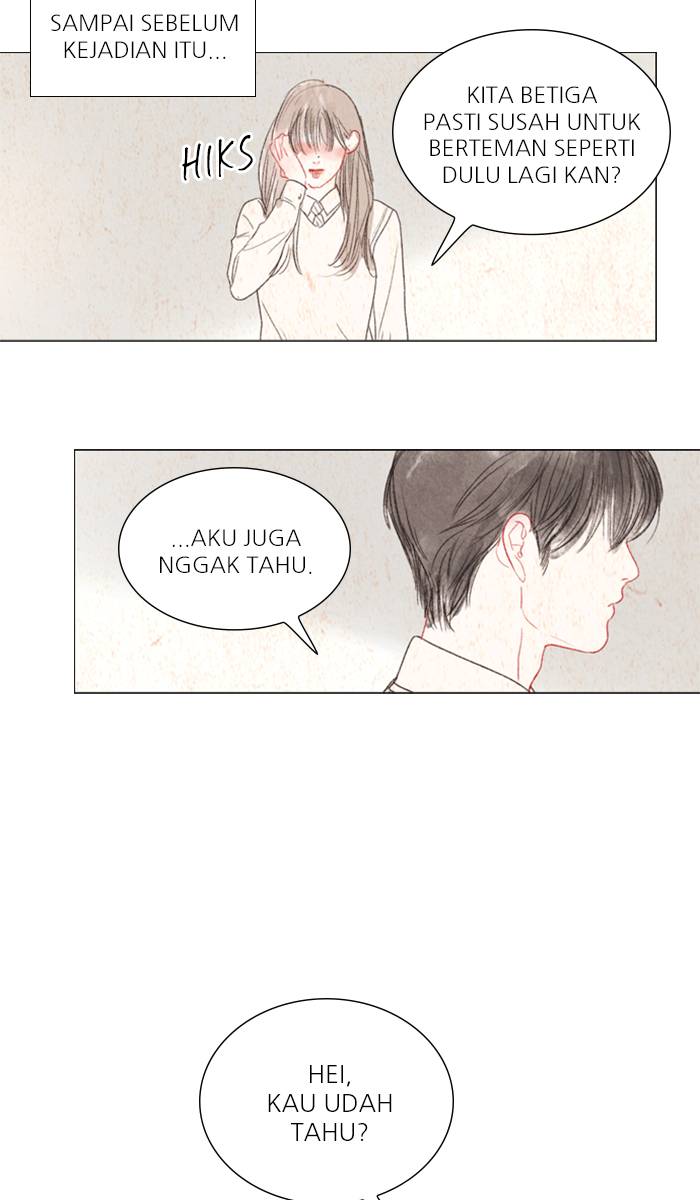 SAMPAI SEBELUM
KEJADIAN ITU...
HIKS
KITA BETIGA
PASTI SUSAH UNTUK
BERTEMAN SEPERTI
DULU LAGI KAN?
...AKU JUGA
NGGAK TAHU.
HEI,
KAU UDAH
TAHU?